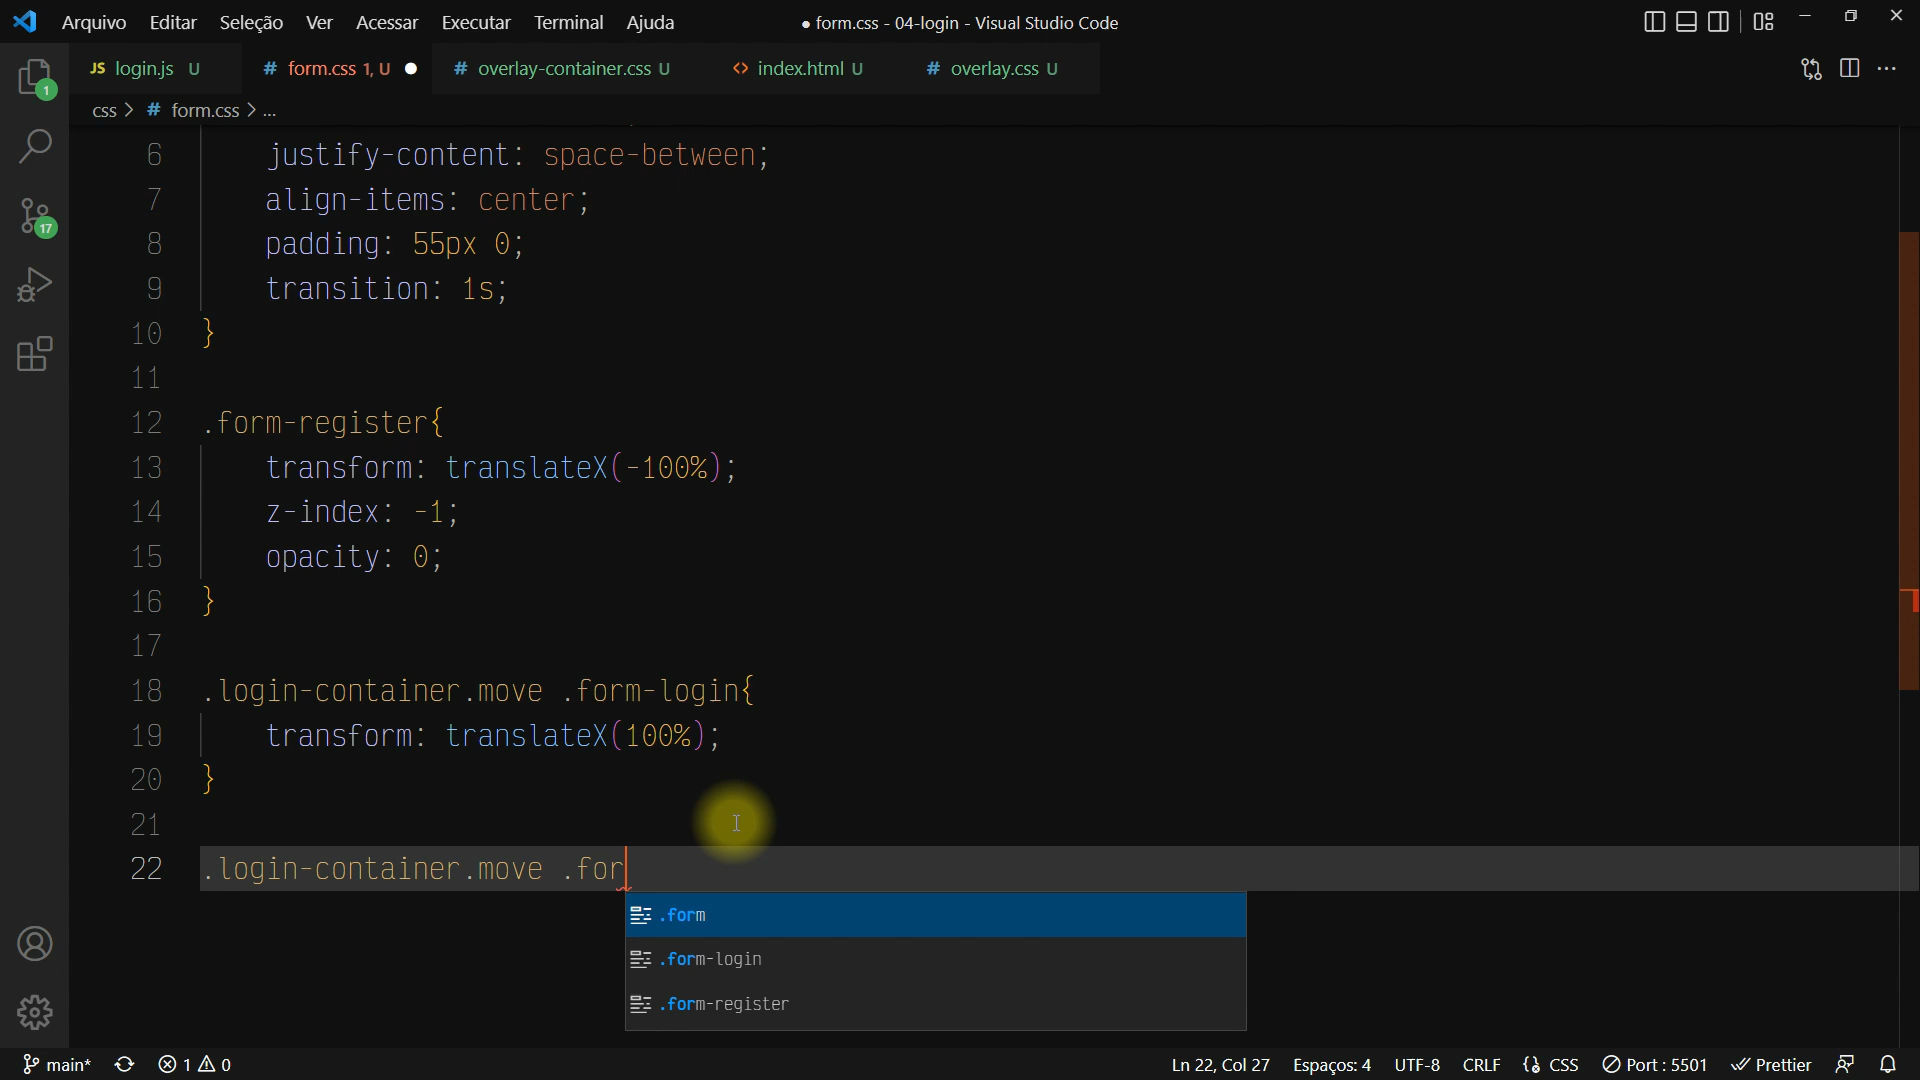 Arquivo Editar Seleção Ver Acessar Executar Terminal Ajuda
● form.css - 04-login - Visual Studio Code
JS login.js U
# form.css 1, U ●
# overlay-container.css U
<> index.html U
# overlay.css U
css > # form.css > ...
6 justify-content: space-between;
7 align-items: center;
8 padding: 55px 0;
9 transition: 1s;
10 }
11
12 .form-register{
13 transform: translateX(-100%);
14 z-index: -1;
15 opacity: 0;
16 }
17
18 .login-container.move .form-login{
19 transform: translateX(100%);
20 }
21
22 .login-container.move .for
.form
.form-login
.form-register
1
17
main* 1 0
Ln 22, Col 27 Espaços: 4 UTF-8 CRLF CSS Port : 5501 Prettier